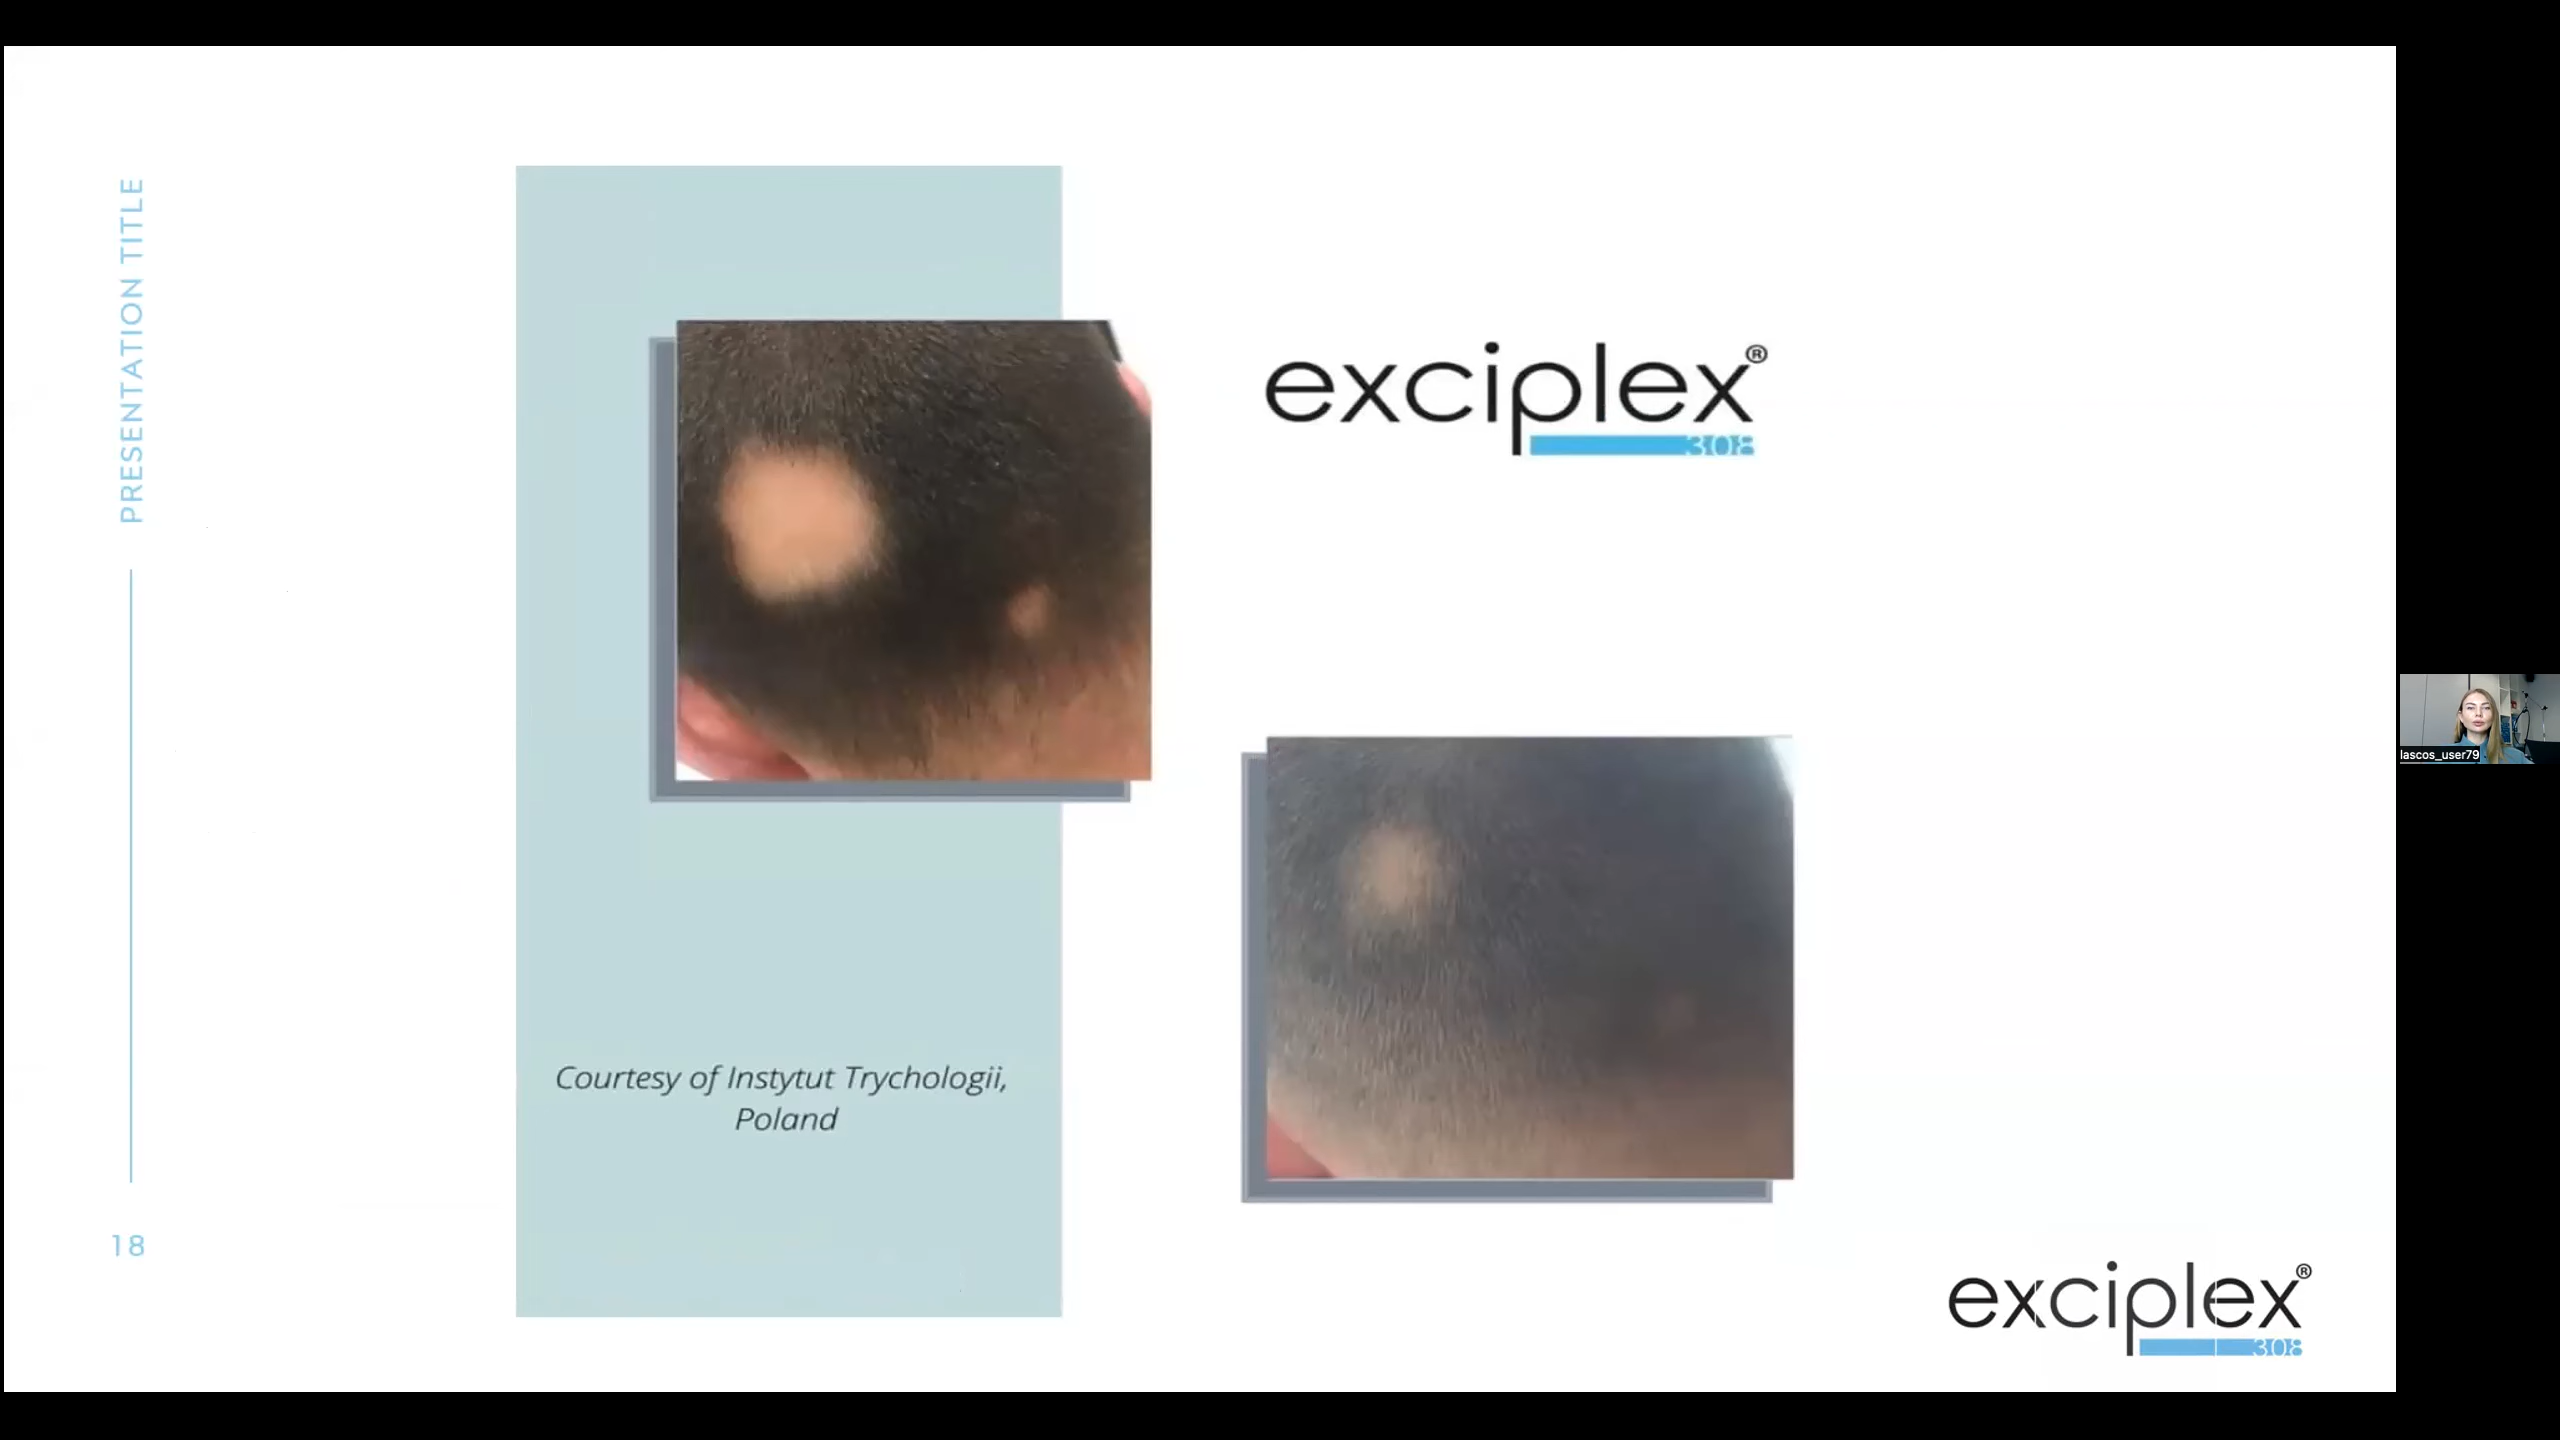 PRESENTATION TITLE
18
exciplex®
308
Courtesy of Instytut Trychologii,
Poland
exciplex®
308
lascos_user79